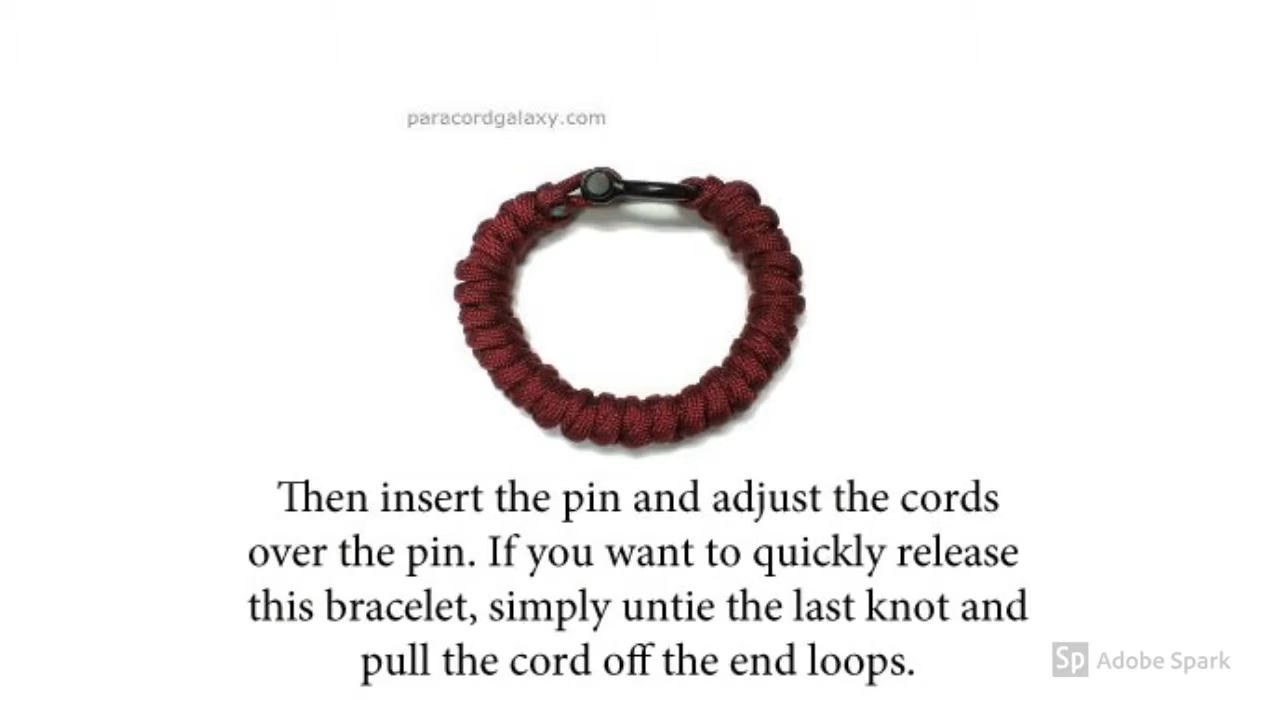 paracordgalaxy.com
Then insert the pin and adjust the cords
over the pin. If you want to quickly release
this bracelet, simply untie the last knot and
pull the cord off the end loops.
Sp Adobe Spark